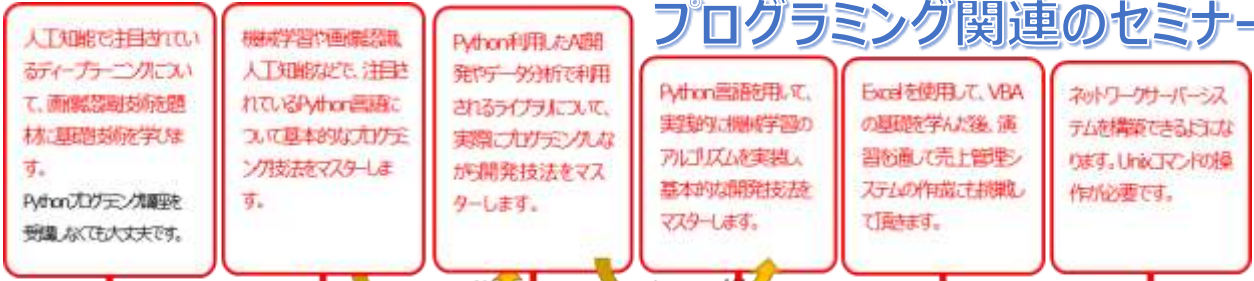 プログラミング関連のセミナー
人工知能で注目されてい
るディープラーニングについ
て、画像認識技術を題
材に基礎技術を学びま
す。
Pythonプログラミング講座を
受講しなくても大丈夫です。
機械学習や画像認識、
人工知能などで、注目さ
れているPython言語に
ついて基本的なプログラミ
ング技法をマスターしま
す。
Python利用したAI開
発やデータ分析で利用
されるライブラリについて、
実際にプログラミングしな
がら開発技法をマス
ターします。
Python言語を用いて、
実践的に機械学習の
アルゴリズムを実装し、
基本的な開発技法を
マスターします。
Excelを使用して、VBA
の基礎を学んだ後、演
習を通して売上管理シ
ステムの作成にも挑戦し
て頂きます。
ネットワークサーバーシス
テムを構築できるようにな
ります。Unixコマンドの操
作が必要です。